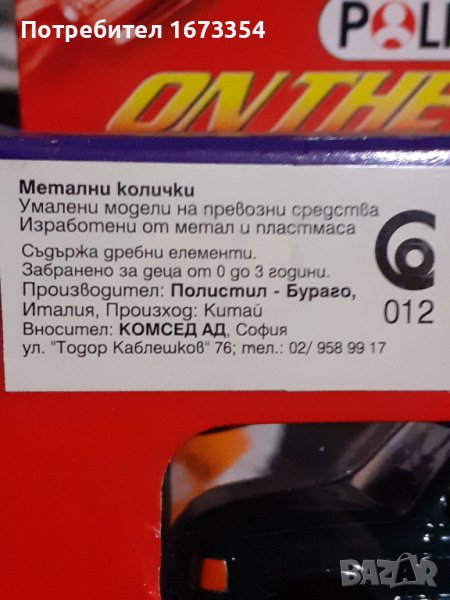 Потребител 1673354
POLI
ON THE
Метални колички
Умалени модели на превозни средства
Изработени от метал и пластмаса
Съдържа дребни елементи.
Забранено за деца от 0 до 3 години.
Производител: Полистил - Бураго,
Италия, Произход: Китай
Вносител: КОМСЕД АД, София
ул. "Тодор Каблешков" 76; тел.: 02/ 958 99 17
012
BAZAR